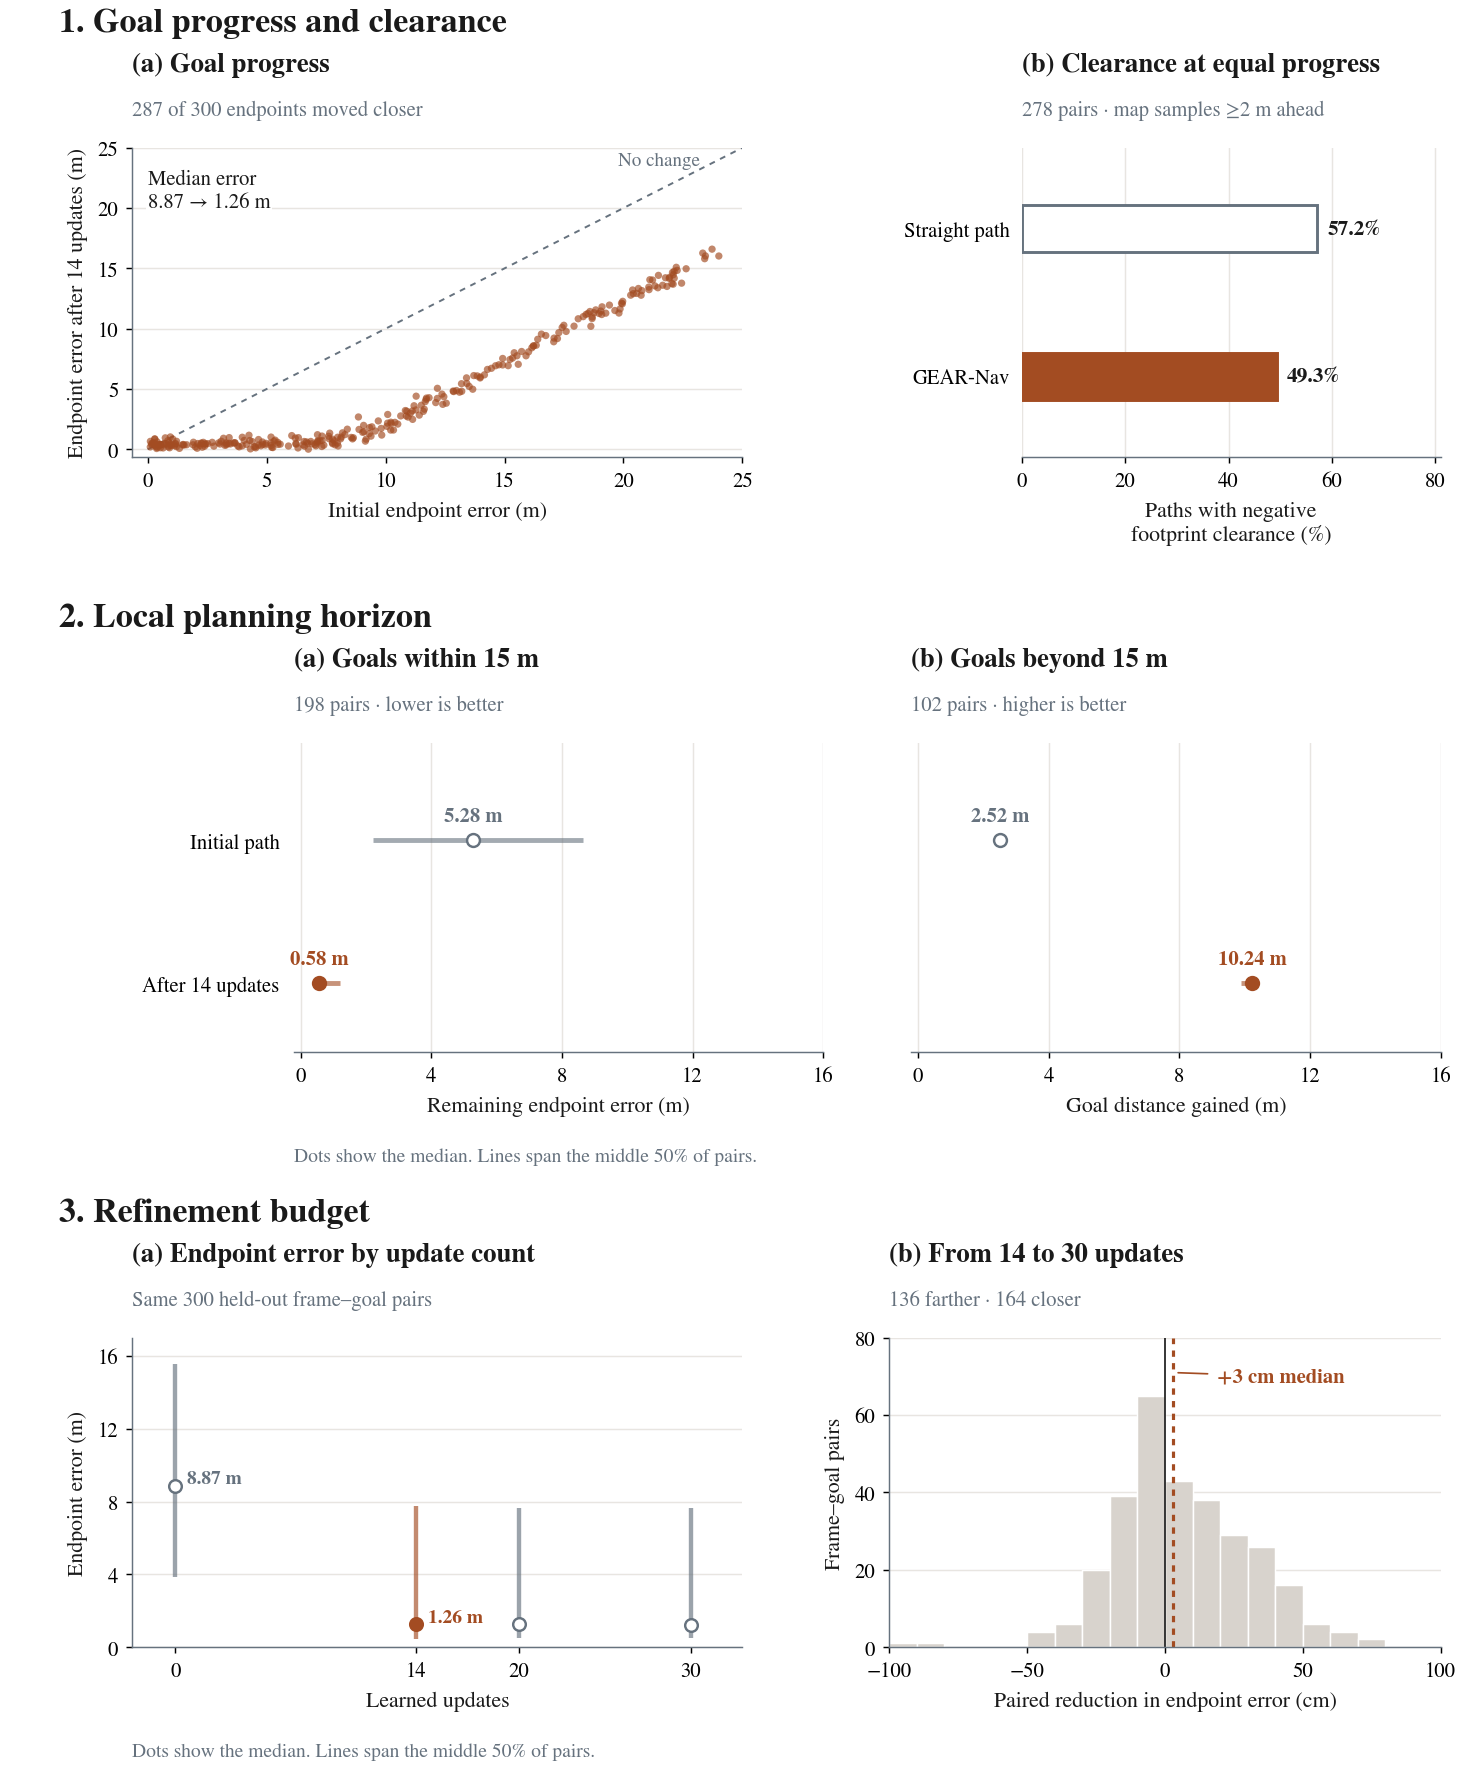 1. Goal progress and clearance
(a) Goal progress
287 of 300 endpoints moved closer
Endpoint error after 14 updates (m)
25
20
15
10
5
0
Median error
8.87 → 1.26 m
No change
0 5 10 15 20 25
Initial endpoint error (m)
(b) Clearance at equal progress
278 pairs · map samples ≥2 m ahead
Straight path
57.2%
GEAR-Nav
49.3%
0 20 40 60 80
Paths with negative
footprint clearance (%)
2. Local planning horizon
(a) Goals within 15 m
198 pairs · lower is better
Initial path
5.28 m
After 14 updates
0.58 m
0 4 8 12 16
Remaining endpoint error (m)
Dots show the median. Lines span the middle 50% of pairs.
(b) Goals beyond 15 m
102 pairs · higher is better
2.52 m
10.24 m
0 4 8 12 16
Goal distance gained (m)
3. Refinement budget
(a) Endpoint error by update count
Same 300 held-out frame–goal pairs
Endpoint error (m)
16
12
8
4
0
8.87 m
1.26 m
0 14 20 30
Learned updates
Dots show the median. Lines span the middle 50% of pairs.
(b) From 14 to 30 updates
136 farther · 164 closer
Frame–goal pairs
80
60
40
20
0
+3 cm median
−100 −50 0 50 100
Paired reduction in endpoint error (cm)